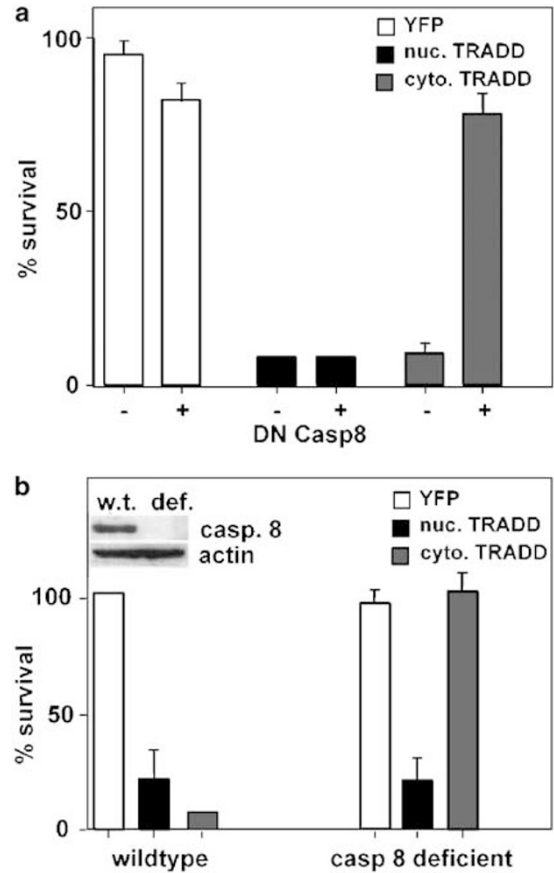 a
YFP
nuc. TRADD
cyto. TRADD
100
50
0
% survival
- + - + - +
DN Casp8
b
w.t. def.
casp. 8
actin
YFP
nuc. TRADD
cyto. TRADD
100
50
0
% survival
wildtype casp 8 deficient